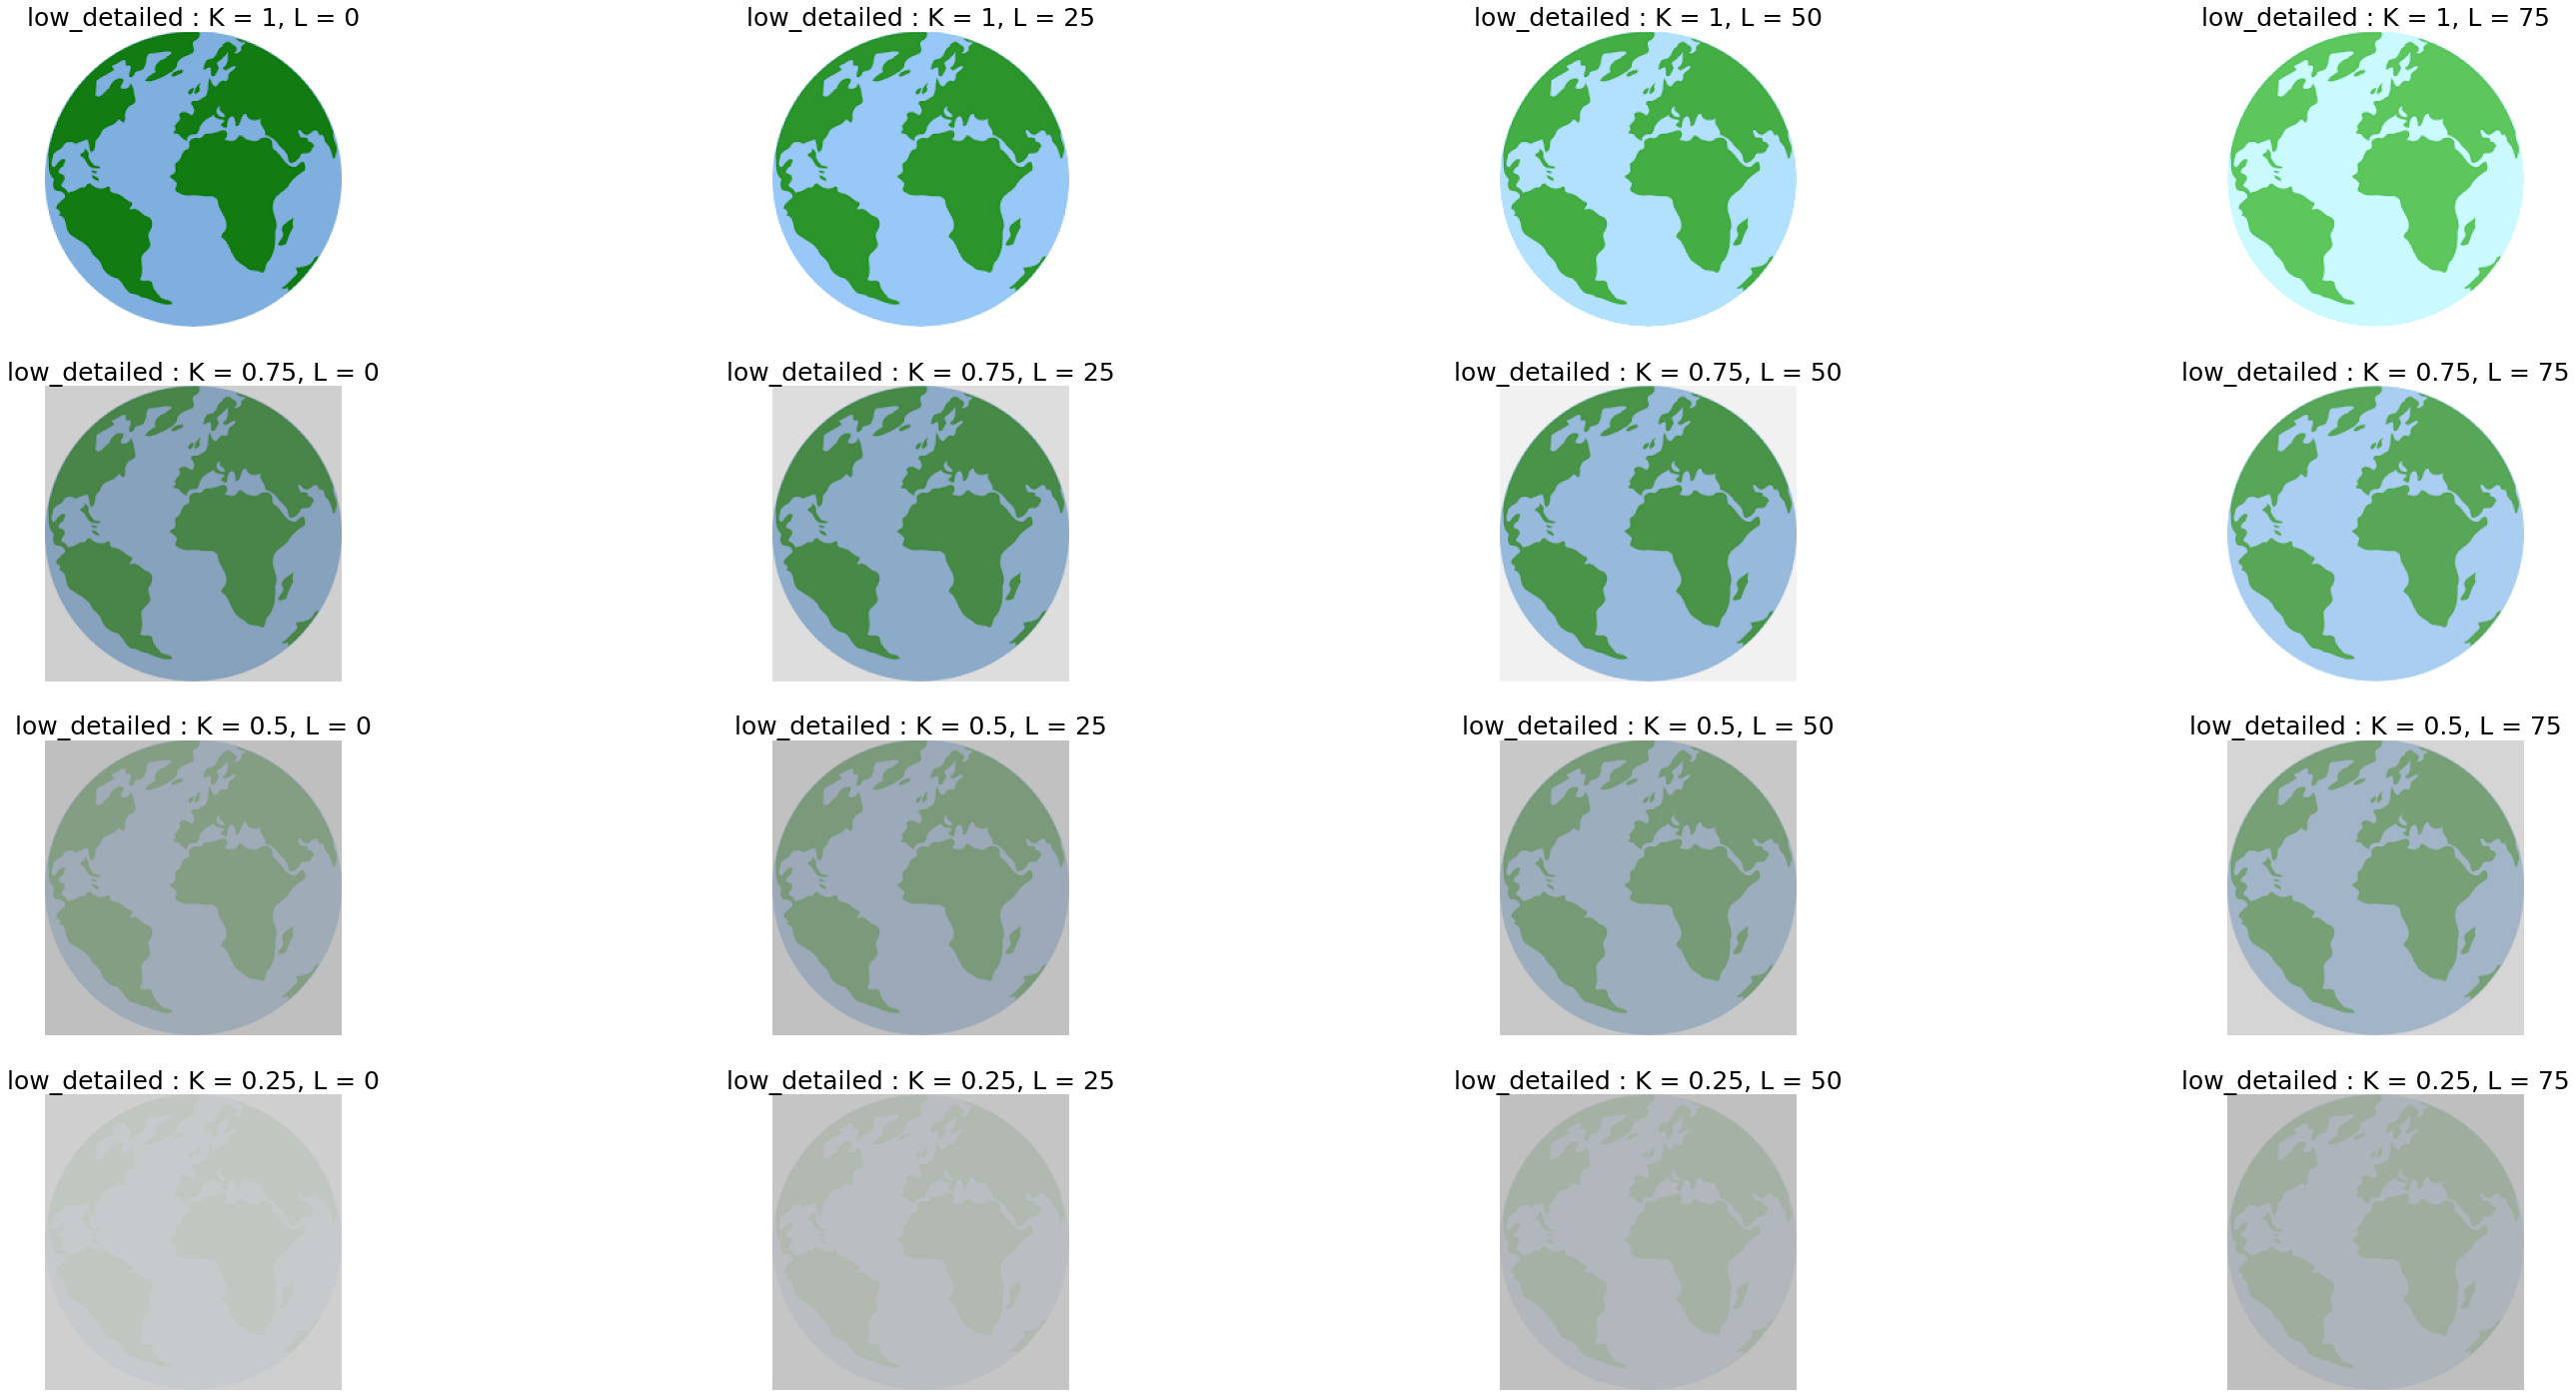 low_detailed : K = 1, L = 0
low_detailed : K = 1, L = 25
low_detailed : K = 1, L = 50
low_detailed : K = 1, L = 75
low_detailed : K = 0.75, L = 0
low_detailed : K = 0.75, L = 25
low_detailed : K = 0.75, L = 50
low_detailed : K = 0.75, L = 75
low_detailed : K = 0.5, L = 0
low_detailed : K = 0.5, L = 25
low_detailed : K = 0.5, L = 50
low_detailed : K = 0.5, L = 75
low_detailed : K = 0.25, L = 0
low_detailed : K = 0.25, L = 25
low_detailed : K = 0.25, L = 50
low_detailed : K = 0.25, L = 75